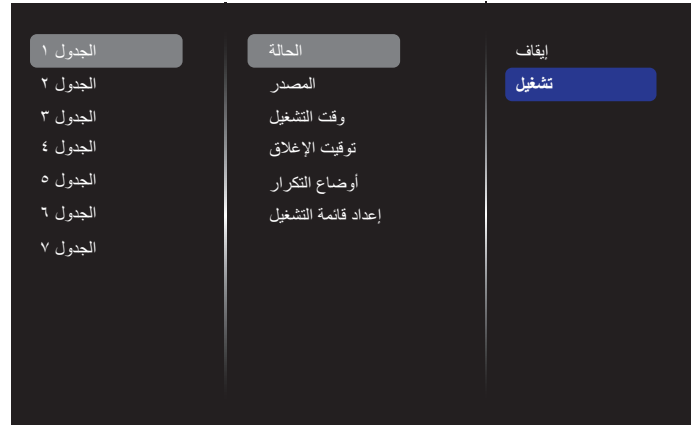 الجدول ١
الجدول ٢
الجدول ٣
الجدول ٤
الجدول ٥
الجدول ٦
الجدول ٧
الحالة
المصدر
وقت التشغيل
توقيت الإغلاق
أوضاع التكرار
إعداد قائمة التشغيل
إيقاف
تشغيل